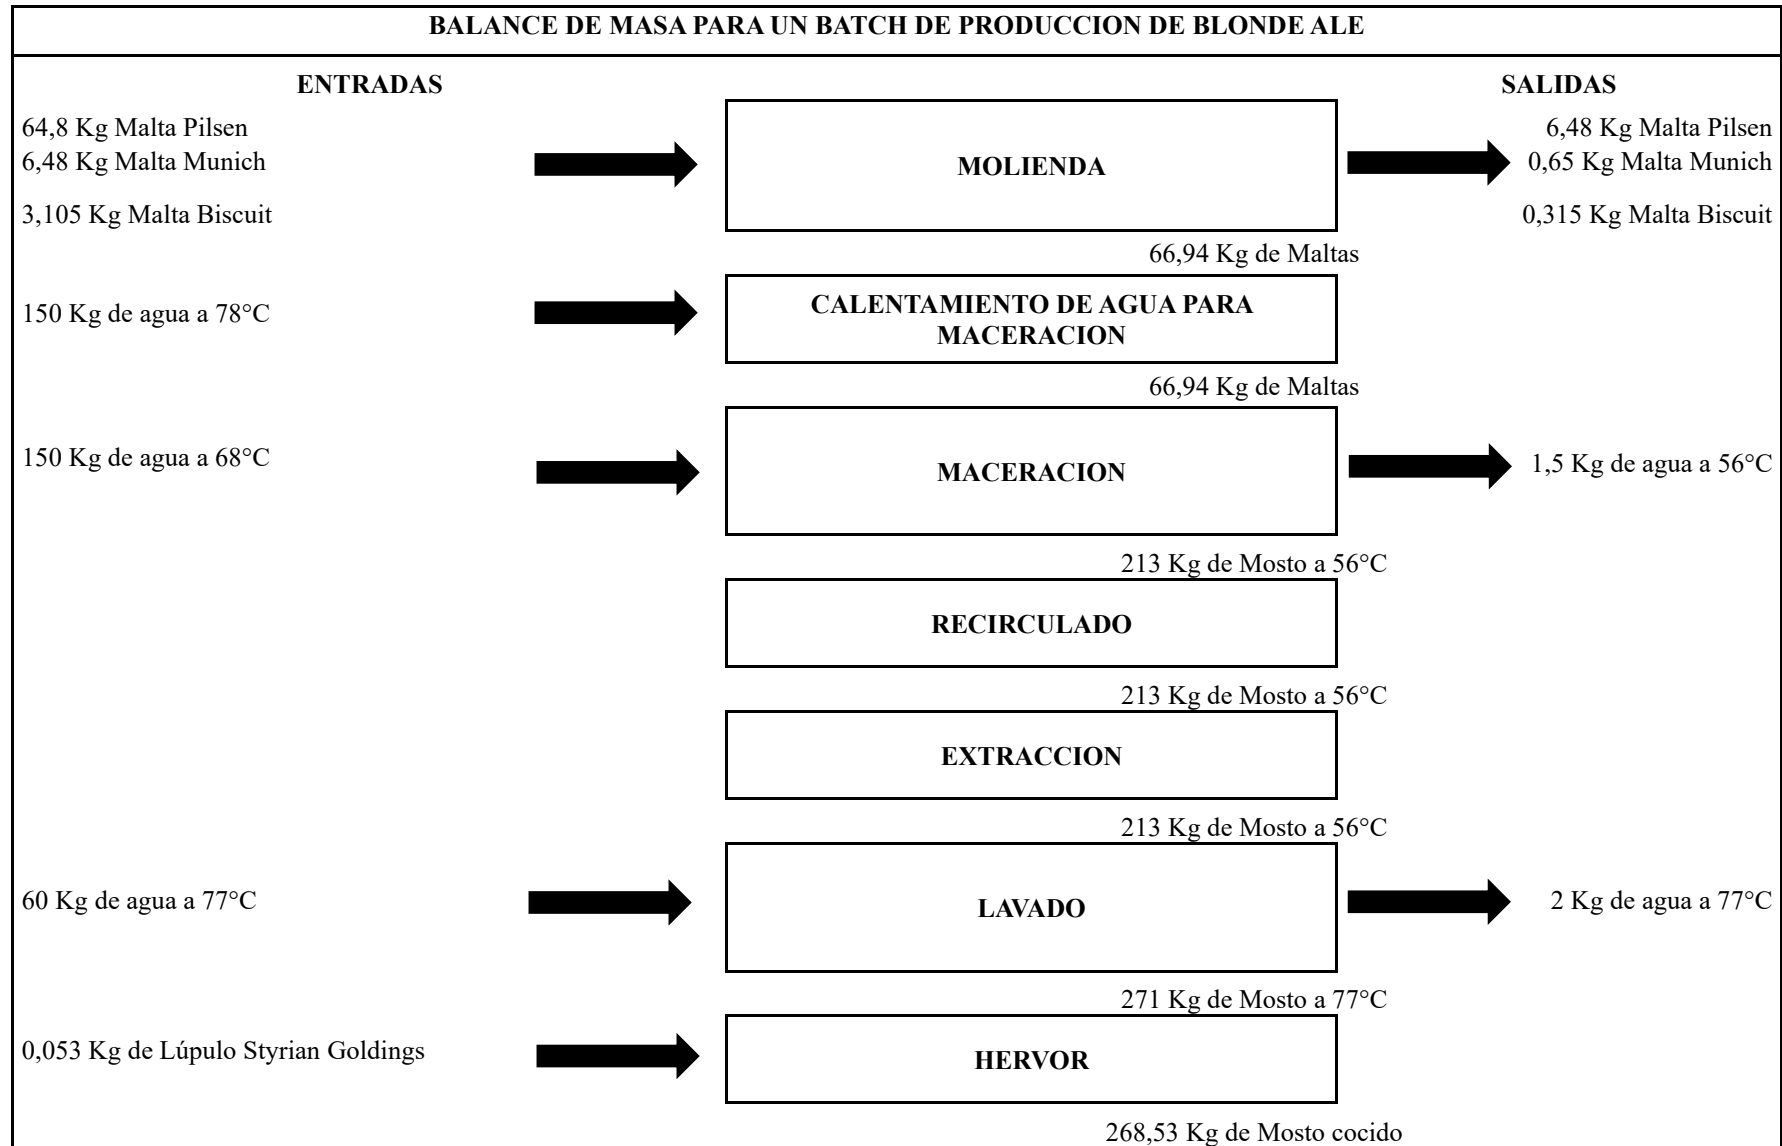 BALANCE DE MASA PARA UN BATCH DE PRODUCCION DE BLONDE ALE
ENTRADAS
SALIDAS
64,8 Kg Malta Pilsen
6,48 Kg Malta Munich
3,105 Kg Malta Biscuit
MOLIENDA
6,48 Kg Malta Pilsen
0,65 Kg Malta Munich
0,315 Kg Malta Biscuit
66,94 Kg de Maltas
150 Kg de agua a 78°C
CALENTAMIENTO DE AGUA PARA
MACERACION
66,94 Kg de Maltas
150 Kg de agua a 68°C
MACERACION
1,5 Kg de agua a 56°C
213 Kg de Mosto a 56°C
RECIRCULADO
213 Kg de Mosto a 56°C
EXTRACCION
213 Kg de Mosto a 56°C
60 Kg de agua a 77°C
LAVADO
2 Kg de agua a 77°C
271 Kg de Mosto a 77°C
0,053 Kg de Lúpulo Styrian Goldings
HERVOR
268,53 Kg de Mosto cocido